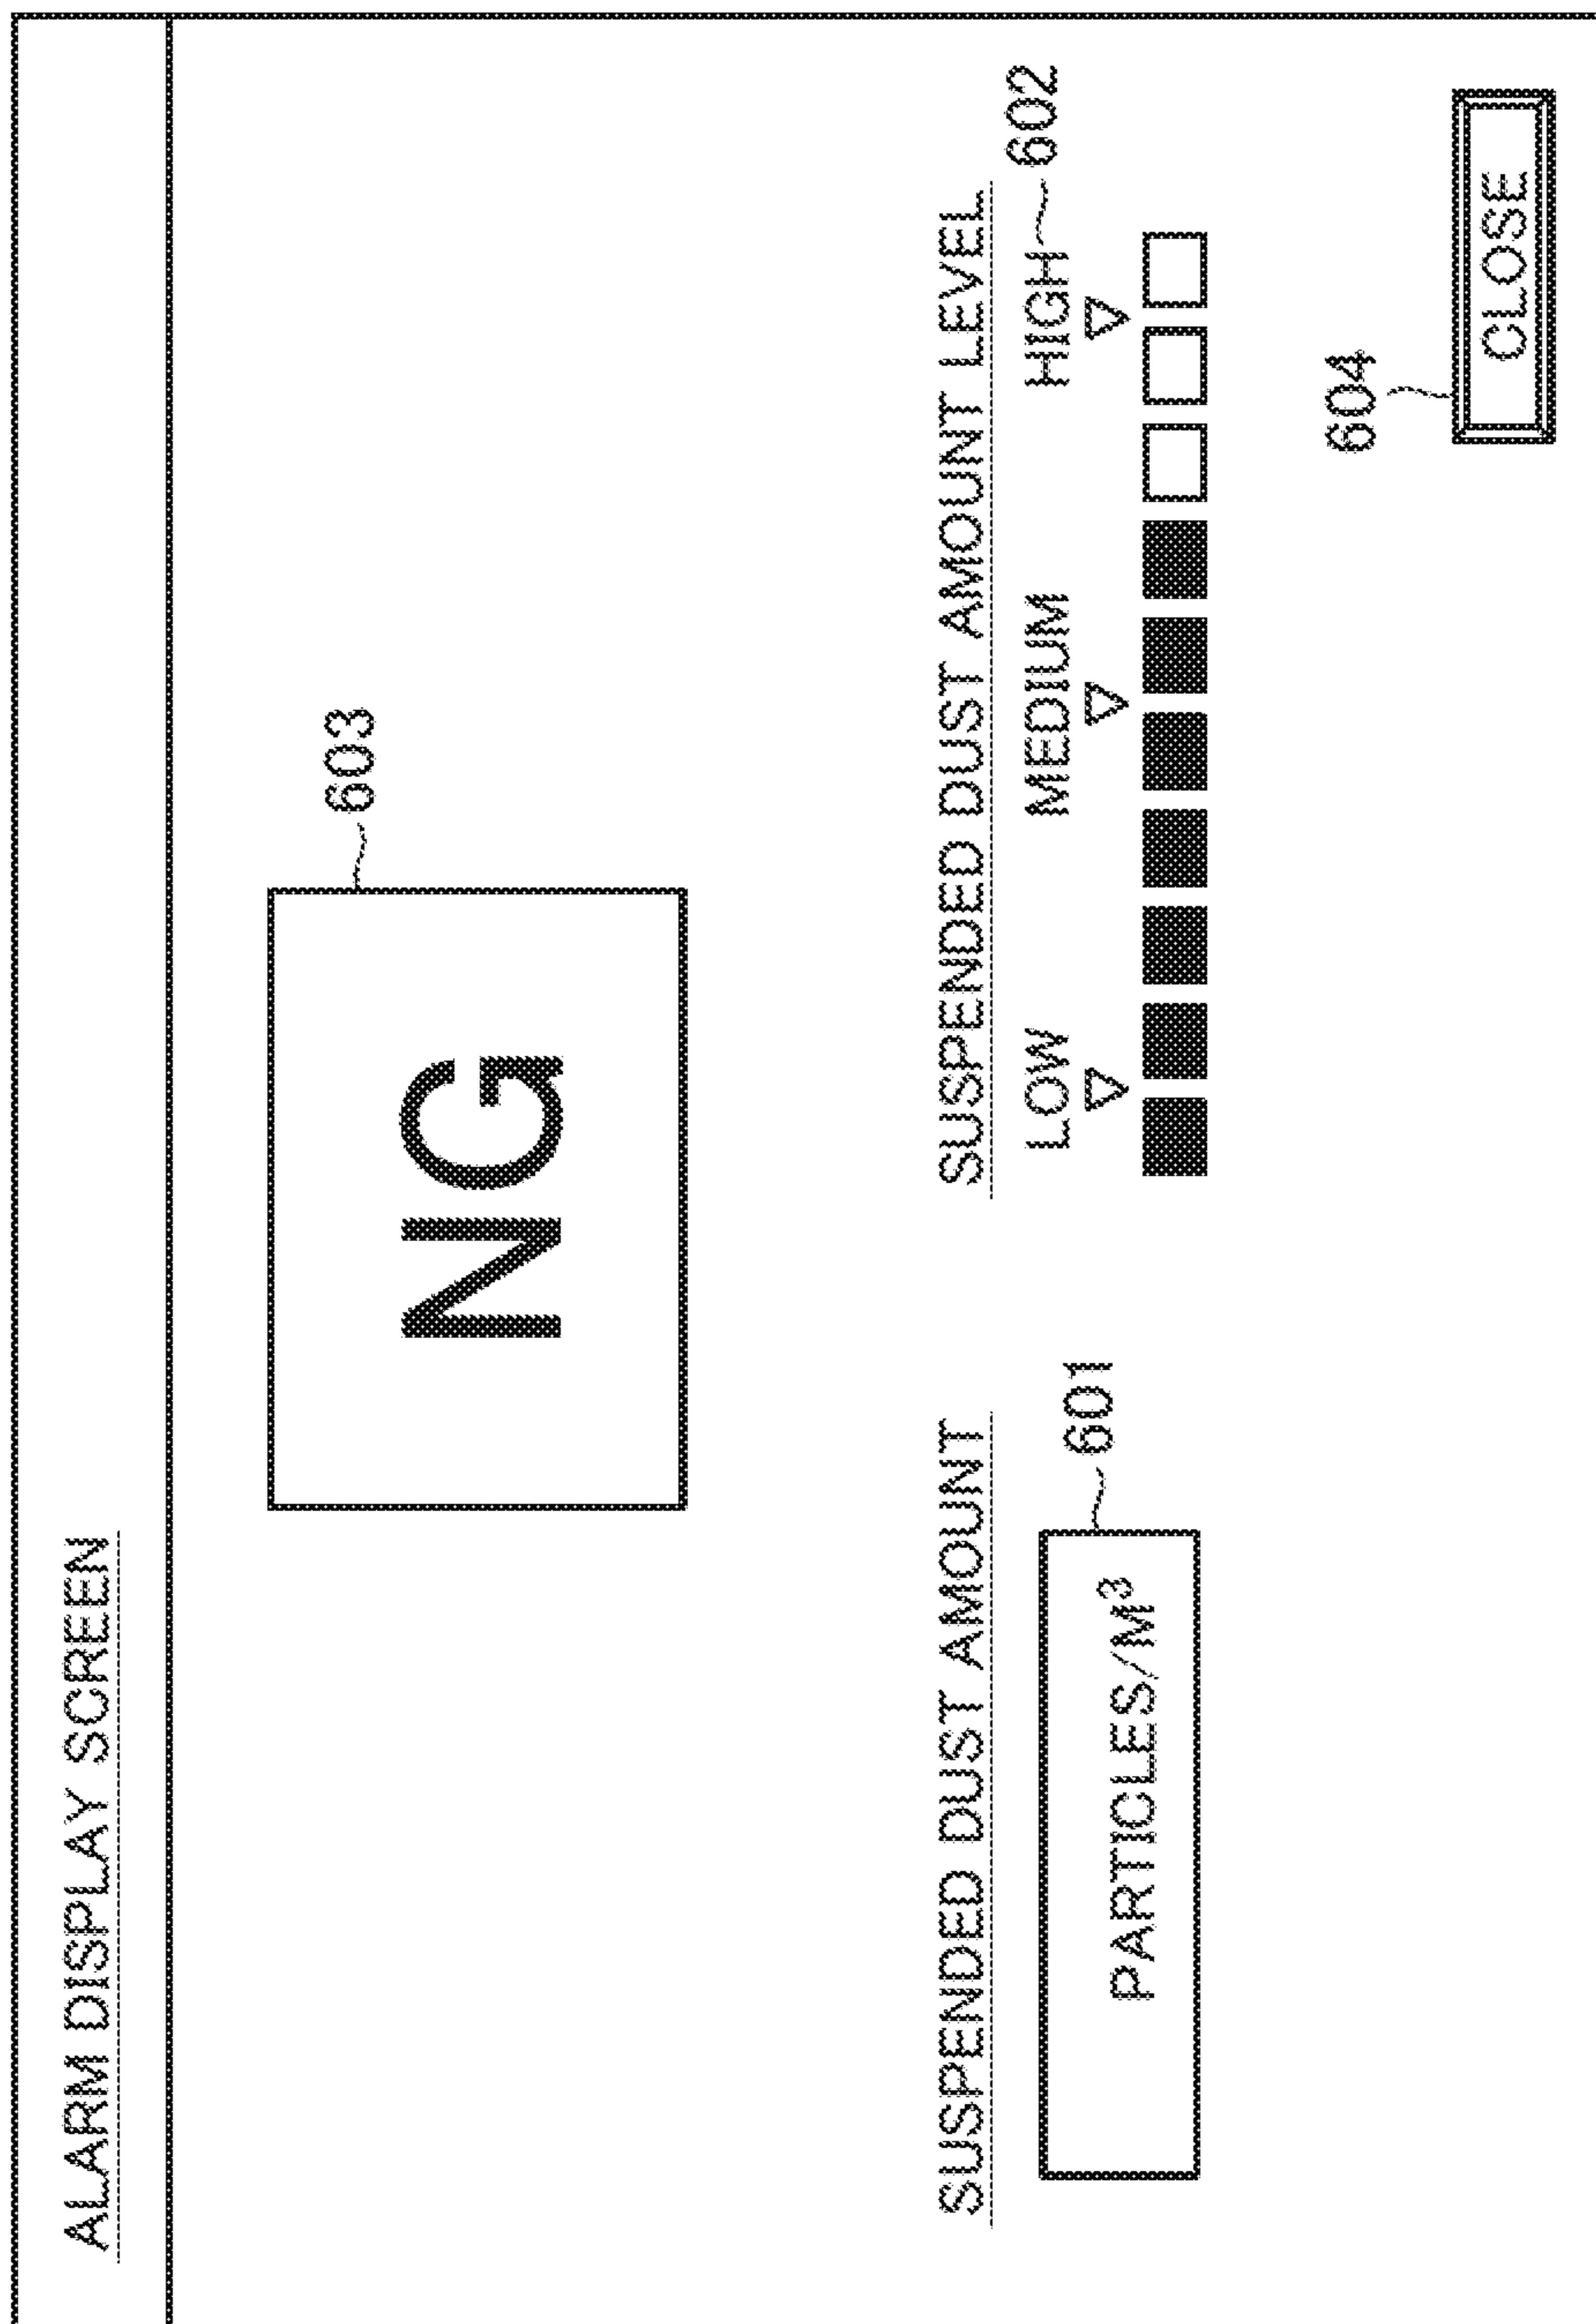 ALARM DISPLAY SCREEN
603
NG
SUSPENDED DUST AMOUNT
601
PARTICLES/M³
SUSPENDED DUST AMOUNT LEVEL
LOW MEDIUM HIGH 602
604
CLOSE